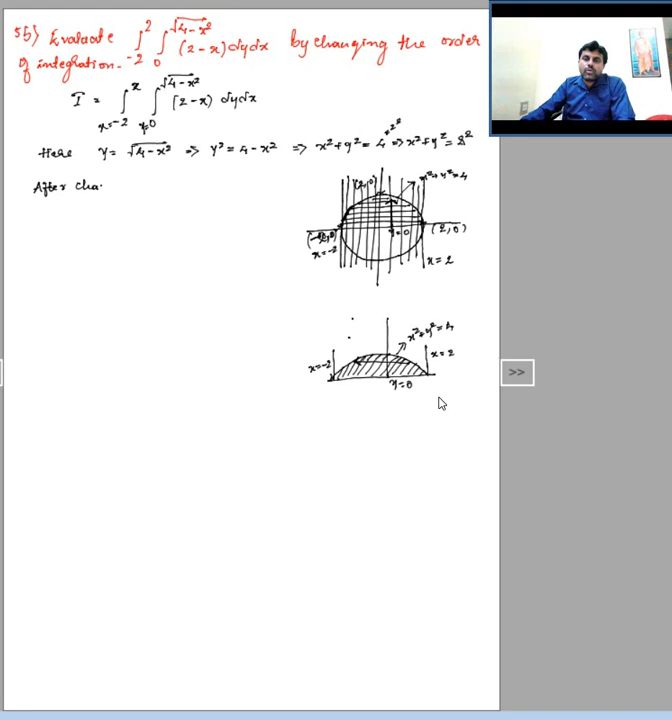 55) Evaluate ∫_{-2}^{2} ∫_{0}^{√4-x²} (2-x) dy dx by changing the order
of integration.
I = ∫_{x=-2}^{2} ∫_{y=0}^{√4-x²} (2-x) dy dx
Here y = √4-x² => y² = 4-x² => x²+y² = 4 => x²+y² = 2²
After cha
x²+y²=4
(2,0)
y=0
(2,0)
x=-2
x=2
x²+y²=4
x=2
x=-2
y=0
>>